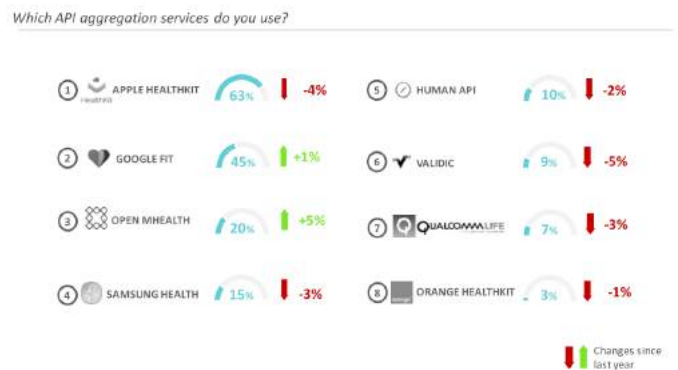 Which API aggregation services do you use?
1 HealthKit APPLE HEALTHKIT 63% -4%
2 GOOGLE FIT 45% +1%
3 OPEN MHEALTH 20% +5%
4 SAMSUNG HEALTH 15% -3%
5 HUMAN API 10% -2%
6 VALIDIC 9% -5%
7 QUALCOMMLIFE 7% -3%
8 ORANGE HEALTHKIT 3% -1%
Changes since
last year